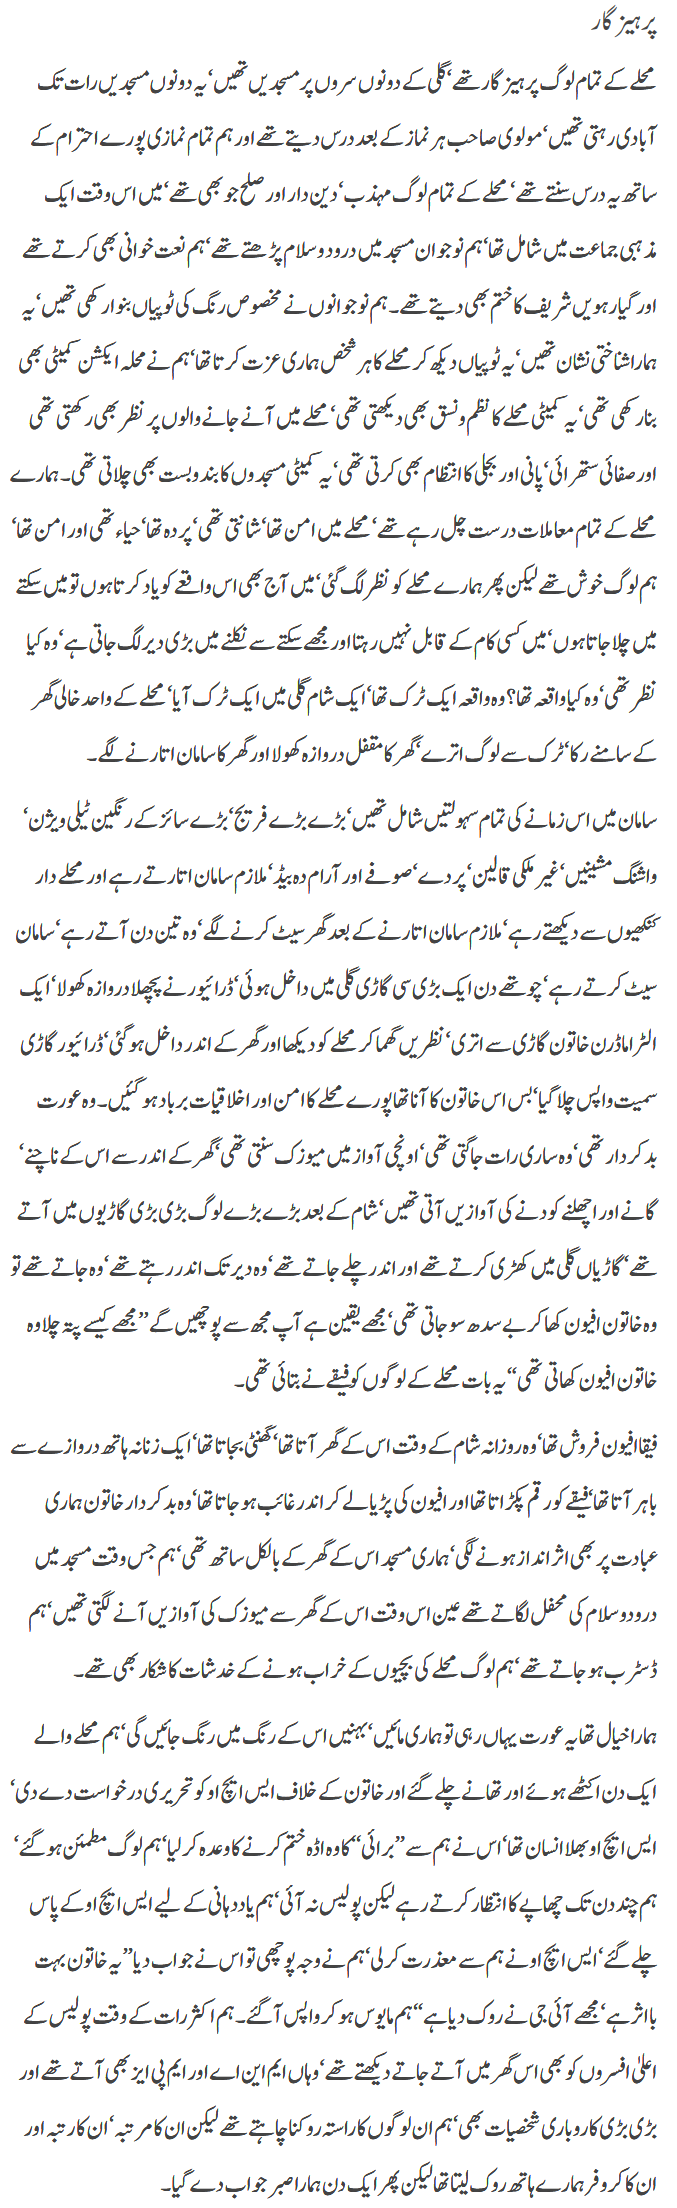 پرہیز گار
محلے کے تمام لوگ پرہیز گار تھے‘ گلی کے دونوں سروں پر مسجدیں تھیں‘ یہ دونوں مسجدیں رات تک
آبادی رہتی تھیں‘ مولوی صاحب ہر نماز کے بعد درس دیتے تھے اور ہم تمام نمازی پورے احترام کے
ساتھ یہ درس سنتے تھے‘ محلے کے تمام لوگ مہذب‘ دین دار اور صلح جو بھی تھے‘ میں اس وقت ایک
مذہبی جماعت میں شامل تھا‘ ہم نوجوان مسجد میں درود و سلام پڑھتے تھے‘ ہم نعت خوانی بھی کرتے تھے
اور گیارہویں شریف کا ختم بھی دیتے تھے۔ ہم نوجوانوں نے مخصوص رنگ کی ٹوپیاں بنوا رکھی تھیں‘ یہ
ہمارا شناختی نشان تھیں‘ یہ ٹوپیاں دیکھ کر محلے کا ہر شخص ہماری عزت کرتا تھا‘ ہم نے محلہ ایکشن کمیٹی بھی
بنا رکھی تھی‘ یہ کمیٹی محلے کا نظم و نسق بھی دیکھتی تھی‘ محلے میں آنے جانے والوں پر نظر بھی رکھتی تھی
اور صفائی ستھرائی‘ پانی اور بجلی کا انتظام بھی کرتی تھی‘ یہ کمیٹی مسجدوں کا بندوبست بھی چلاتی تھی۔ ہمارے
محلے کے تمام معاملات درست چل رہے تھے‘ محلے میں امن تھا‘ شانتی تھی‘ پردہ تھا‘ حیاء تھی اور امن تھا‘
ہم لوگ خوش تھے لیکن پھر ہمارے محلے کو نظر لگ گئی‘ میں آج بھی اس واقعے کو یاد کرتا ہوں تو میں سکتے
میں چلا جاتا ہوں‘ میں کسی کام کے قابل نہیں رہتا اور مجھے سکتے سے نکلنے میں بڑی دیر لگ جاتی ہے‘ وہ کیا
نظر تھی‘ وہ کیا واقعہ تھا؟ وہ واقعہ ایک ٹرک تھا‘ ایک شام گلی میں ایک ٹرک آیا‘ محلے کے واحد خالی گھر
کے سامنے رکا‘ ٹرک سے لوگ اترے‘ گھر کا مقفل دروازہ کھولا اور گھر کا سامان اتارنے لگے۔
سامان میں اس زمانے کی تمام سہولتیں شامل تھیں‘ بڑے بڑے فریج‘ بڑے سائز کے رنگین ٹیلی ویژن‘
واشنگ مشینیں‘ غیر ملکی قالین‘ پردے‘ صوفے اور آرام دہ بیڈ‘ ملازم سامان اتارتے رہے اور محلے دار
کنکھیوں سے دیکھتے رہے‘ ملازم سامان اتارنے کے بعد گھر سیٹ کرنے لگے‘ وہ تین دن آتے رہے‘ سامان
سیٹ کرتے رہے‘ چوتھے دن ایک بڑی سی گاڑی گلی میں داخل ہوئی‘ ڈرائیور نے پچھلا دروازہ کھولا‘ ایک
الٹرا ماڈرن خاتون گاڑی سے اتری‘ نظریں گھما کر محلے کو دیکھا اور گھر کے اندر داخل ہو گئی‘ ڈرائیور گاڑی
سمیت واپس چلا گیا‘ بس اس خاتون کا آنا تھا پورے محلے کا امن اور اخلاقیات برباد ہو گئیں۔ وہ عورت
بدکردار تھی‘ وہ ساری رات جاگتی تھی‘ اونچی آواز میں میوزک سنتی تھی‘ گھر کے اندر سے اس کے ناچنے‘
گانے اور اچھلنے کودنے کی آوازیں آتی تھیں‘ شام کے بعد بڑے بڑے لوگ بڑی بڑی گاڑیوں میں آتے
تھے‘ گاڑیاں گلی میں کھڑی کرتے تھے اور اندر چلے جاتے تھے‘ وہ دیر تک اندر رہتے تھے‘ وہ جاتے تھے تو
وہ خاتون افیون کھا کر بے سدھ سو جاتی تھی‘ مجھے یقین ہے آپ مجھ سے پوچھیں گے ”مجھے کیسے پتہ چلا وہ
خاتون افیون کھاتی تھی“ یہ بات محلے کے لوگوں کو فیقے نے بتائی تھی۔
فیقا افیون فروش تھا‘ وہ روزانہ شام کے وقت اس کے گھر آتا تھا‘ گھنٹی بجاتا تھا‘ ایک زنانہ ہاتھ دروازے سے
باہر آتا تھا‘ فیقے کو رقم پکڑاتا تھا اور افیون کی پڑیا لے کر اندر غائب ہو جاتا تھا‘ وہ بدکردار خاتون ہماری
عبادت پر بھی اثر انداز ہونے لگی‘ ہماری مسجد اس کے گھر کے بالکل ساتھ تھی‘ ہم جس وقت مسجد میں
درود و سلام کی محفل لگاتے تھے عین اس وقت اس کے گھر سے میوزک کی آوازیں آنے لگتی تھیں‘ ہم
ڈسٹرب ہو جاتے تھے‘ ہم لوگ محلے کی بچیوں کے خراب ہونے کے خدشات کا شکار بھی تھے۔
ہمارا خیال تھا یہ عورت یہاں رہی تو ہماری مائیں‘ بہنیں اس کے رنگ میں رنگ جائیں گی‘ ہم محلے والے
ایک دن اکٹھے ہوئے اور تھانے چلے گئے اور خاتون کے خلاف ایس ایچ او کو تحریری درخواست دے دی‘
ایس ایچ او بھلا انسان تھا‘ اس نے ہم سے ”برائی“ کا وہ اڈہ ختم کرنے کا وعدہ کر لیا‘ ہم لوگ مطمئن ہو گئے‘
ہم چند دن تک چھاپے کا انتظار کرتے رہے لیکن پولیس نہ آئی‘ ہم یاددہانی کے لیے ایس ایچ او کے پاس
چلے گئے‘ ایس ایچ او نے ہم سے معذرت کر لی‘ ہم نے وجہ پوچھی تو اس نے جواب دیا ”یہ خاتون بہت
بااثر ہے‘ مجھے آئی جی نے روک دیا ہے“ ہم مایوس ہو کر واپس آ گئے۔ ہم اکثر رات کے وقت پولیس کے
اعلیٰ افسروں کو بھی اس گھر میں آتے جاتے دیکھتے تھے‘ وہاں ایم این اے اور ایم پی ایز بھی آتے تھے اور
بڑی بڑی کاروباری شخصیات بھی‘ ہم ان لوگوں کا راستہ روکنا چاہتے تھے لیکن ان کا مرتبہ‘ ان کا رتبہ اور
ان کا کروفر ہمارے ہاتھ روک لیتا تھا لیکن پھر ایک دن ہمارا صبر جواب دے گیا۔